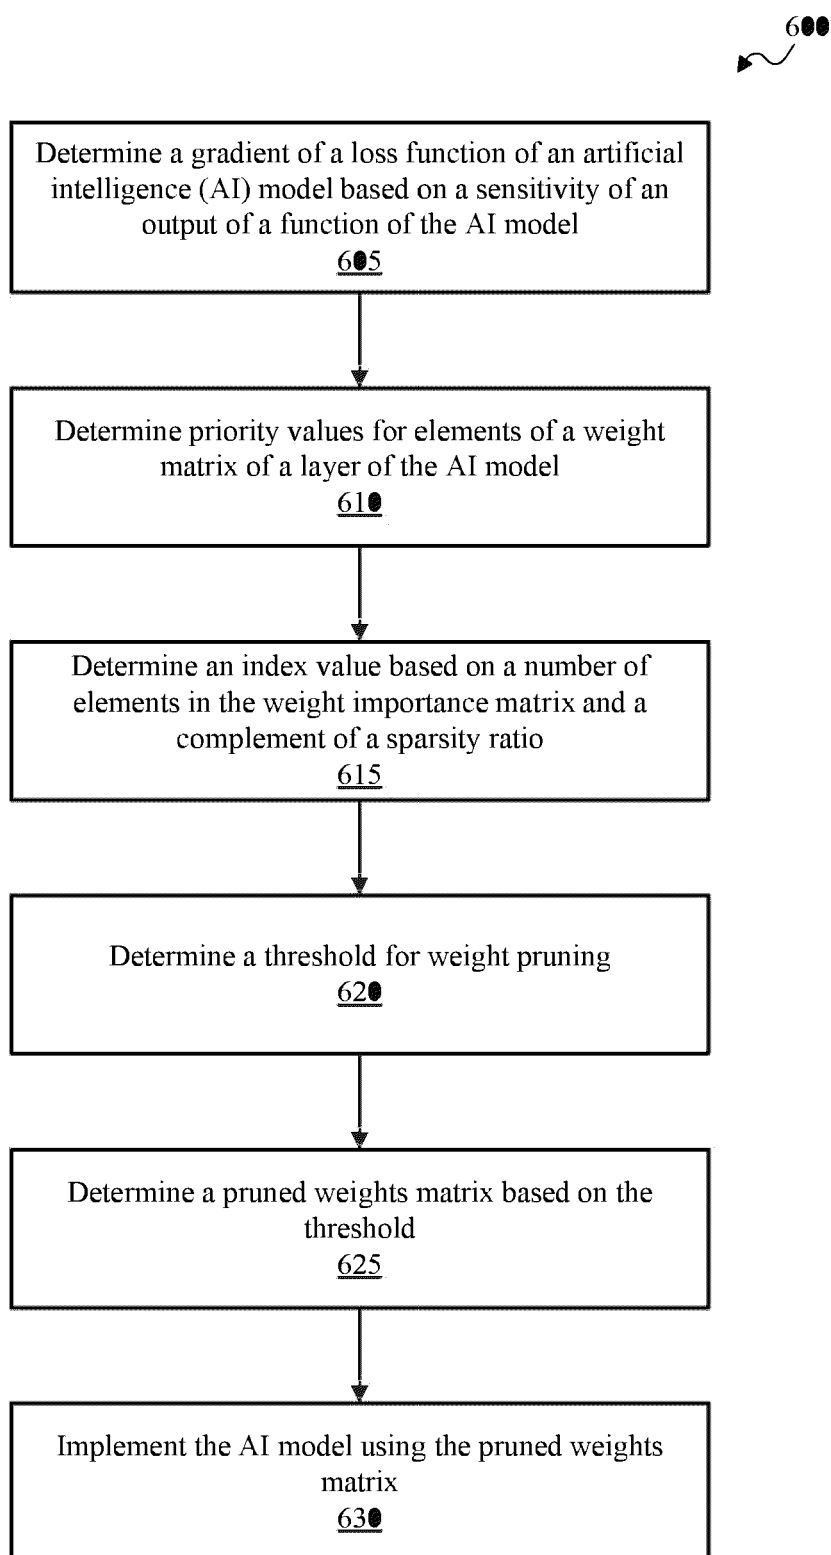 600
Determine a gradient of a loss function of an artificial
intelligence (AI) model based on a sensitivity of an
output of a function of the AI model
605
Determine priority values for elements of a weight
matrix of a layer of the AI model
610
Determine an index value based on a number of
elements in the weight importance matrix and a
complement of a sparsity ratio
615
Determine a threshold for weight pruning
620
Determine a pruned weights matrix based on the
threshold
625
Implement the AI model using the pruned weights
matrix
630